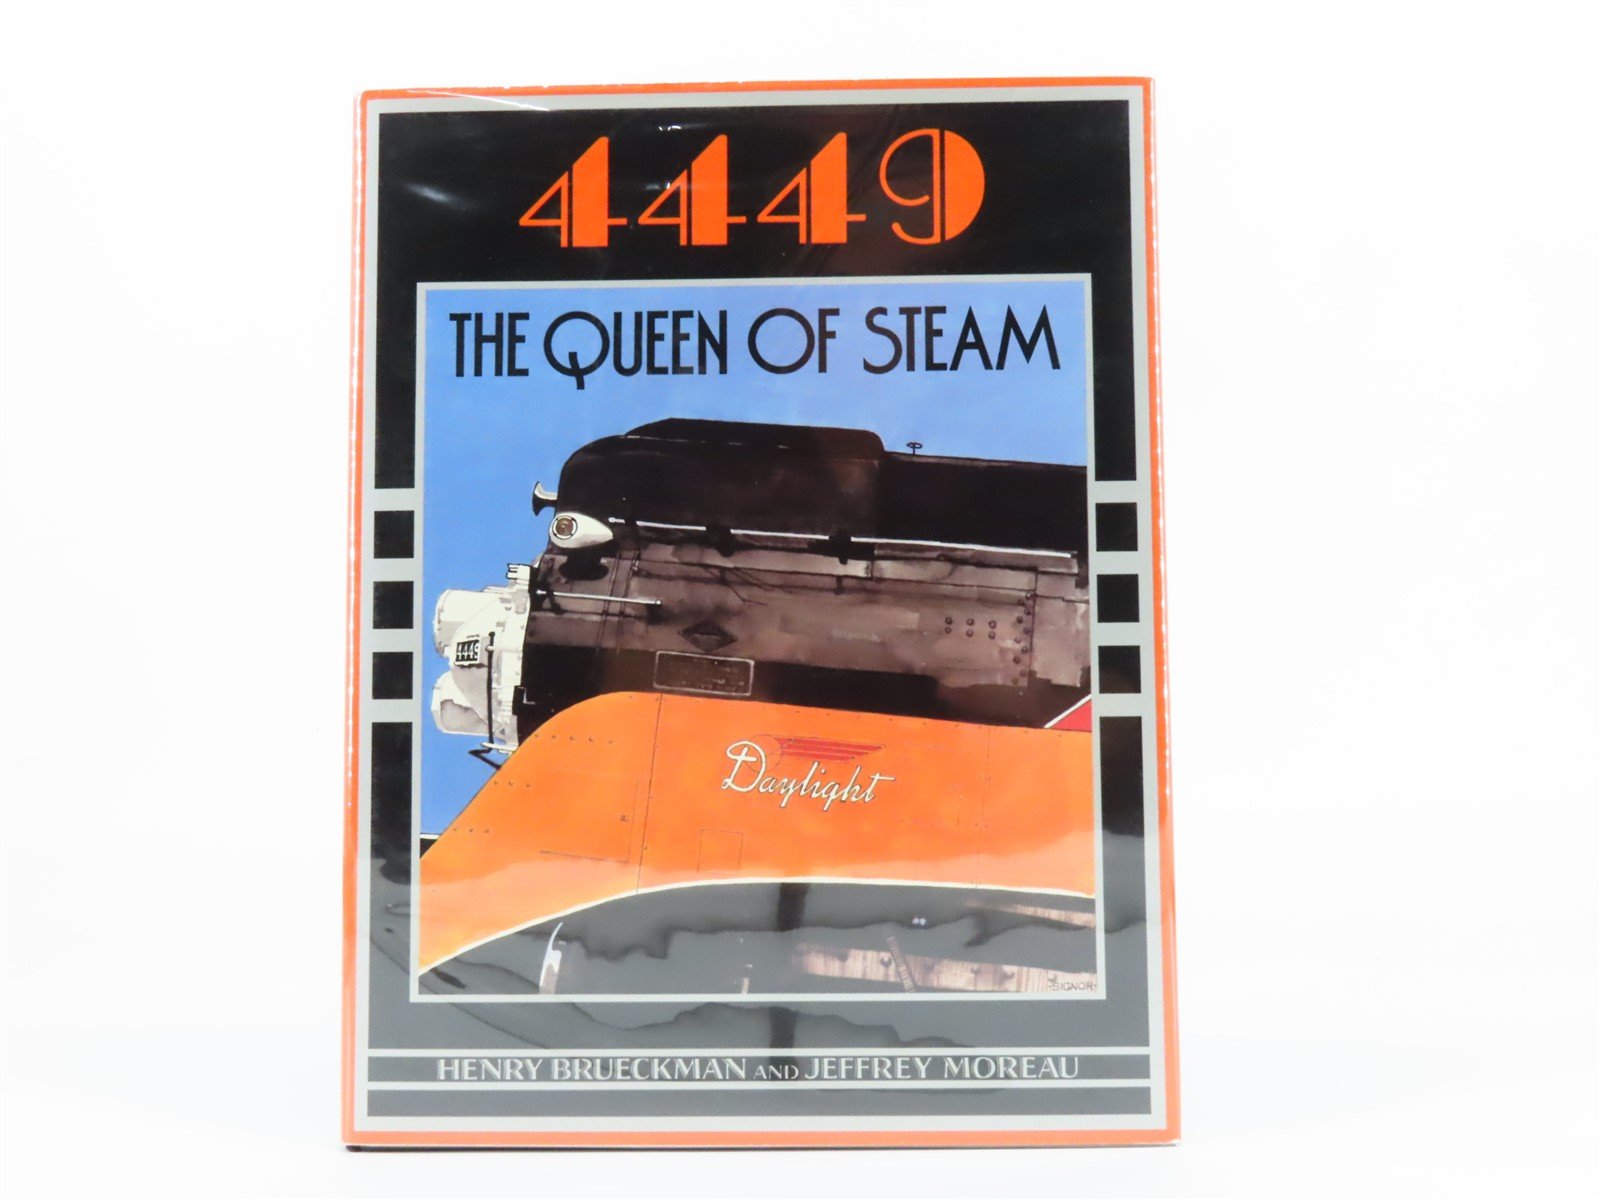 4449
THE QUEEN OF STEAM
4449
Daylight
SIGNOR
HENRY BRUECKMAN AND JEFFREY MOREAU